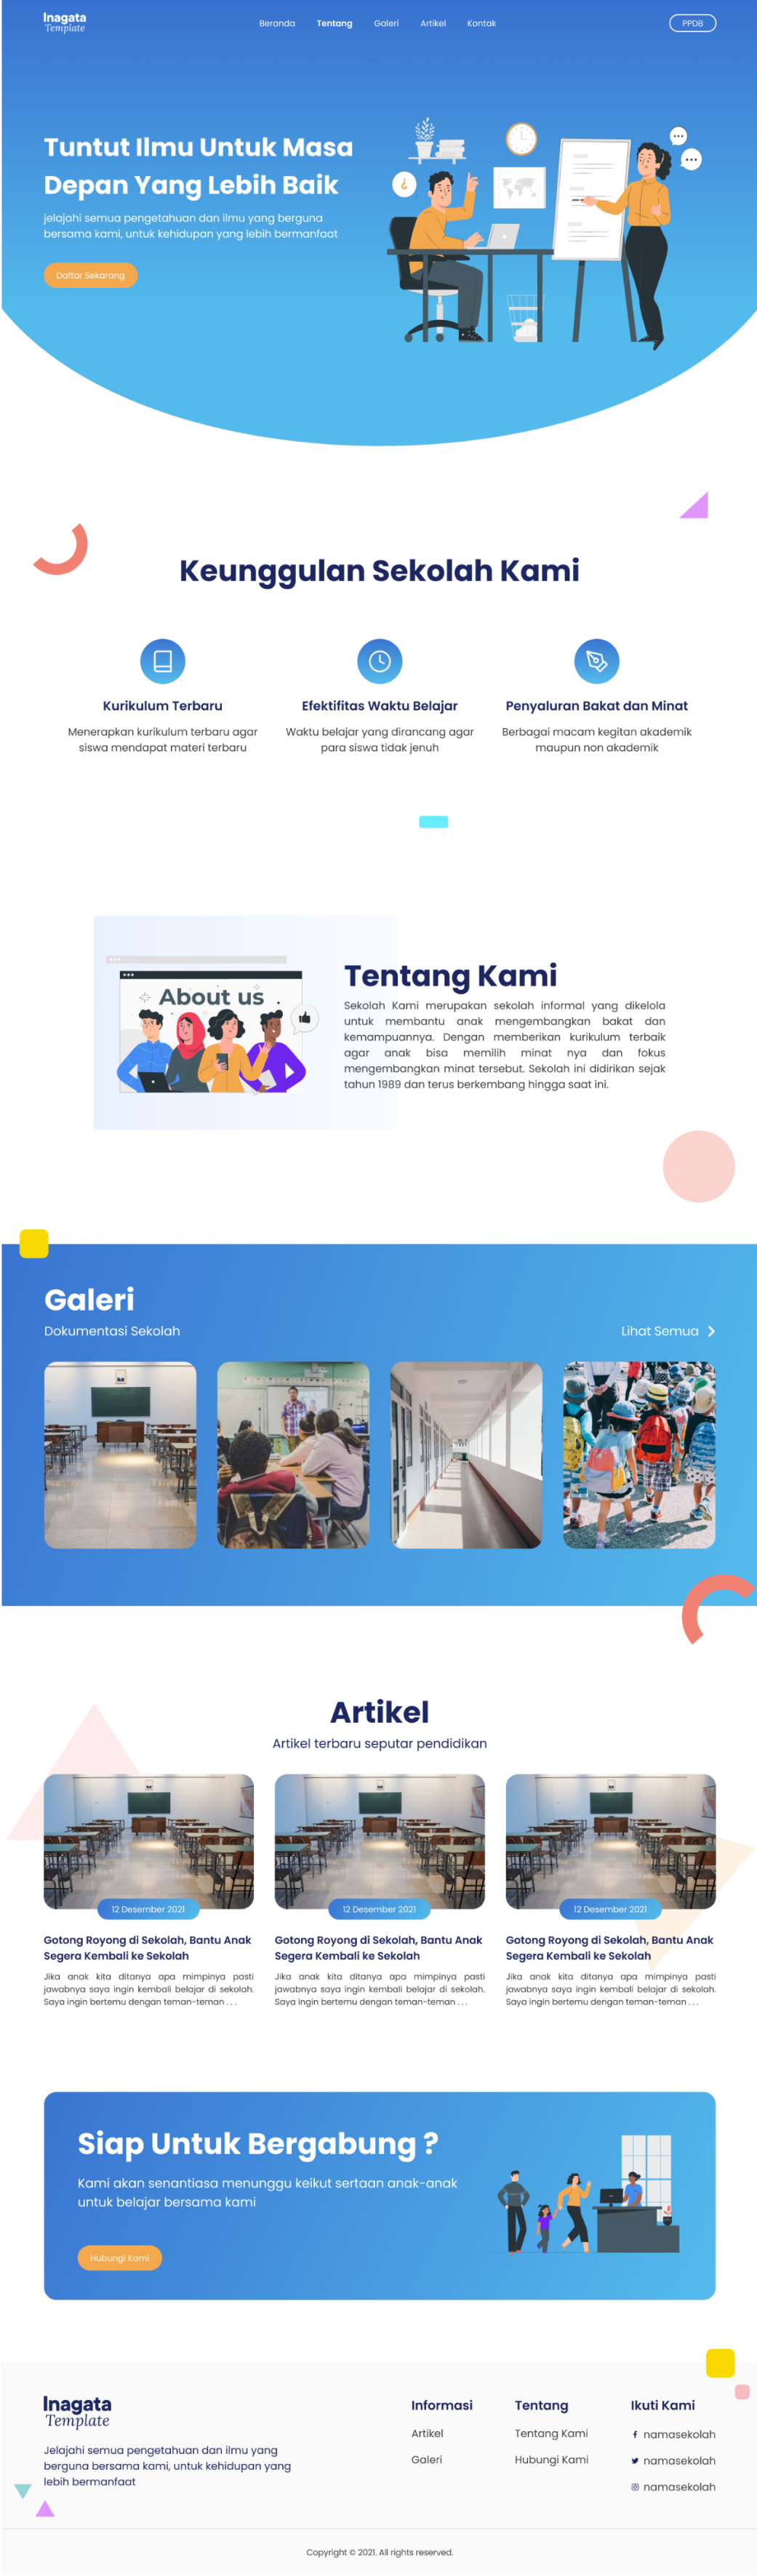 Inagata
Template
Beranda
Tentang
Galeri
Artikel
Kontak
PPDB
Tuntut Ilmu Untuk Masa
Depan Yang Lebih Baik
jelajahi semua pengetahuan dan ilmu yang berguna
bersama kami, untuk kehidupan yang lebih bermanfaat
Daftar Sekarang
Keunggulan Sekolah Kami
Kurikulum Terbaru
Menerapkan kurikulum terbaru agar
siswa mendapat materi terbaru
Efektifitas Waktu Belajar
Waktu belajar yang dirancang agar
para siswa tidak jenuh
Penyaluran Bakat dan Minat
Berbagai macam kegitan akademik
maupun non akademik
About us
Tentang Kami
Sekolah Kami merupakan sekolah informal yang dikelola
untuk membantu anak mengembangkan bakat dan
kemampuannya. Dengan memberikan kurikulum terbaik
agar anak bisa memilih minat nya dan fokus
mengembangkan minat tersebut. Sekolah ini didirikan sejak
tahun 1989 dan terus berkembang hingga saat ini.
Galeri
Dokumentasi Sekolah
Lihat Semua
Artikel
Artikel terbaru seputar pendidikan
12 Desember 2021
Gotong Royong di Sekolah, Bantu Anak
Segera Kembali ke Sekolah
Jika anak kita ditanya apa mimpinya pasti
jawabnya saya ingin kembali belajar di sekolah.
Saya ingin bertemu dengan teman-teman . . .
12 Desember 2021
Gotong Royong di Sekolah, Bantu Anak
Segera Kembali ke Sekolah
Jika anak kita ditanya apa mimpinya pasti
jawabnya saya ingin kembali belajar di sekolah.
Saya ingin bertemu dengan teman-teman . . .
12 Desember 2021
Gotong Royong di Sekolah, Bantu Anak
Segera Kembali ke Sekolah
Jika anak kita ditanya apa mimpinya pasti
jawabnya saya ingin kembali belajar di sekolah.
Saya ingin bertemu dengan teman-teman . . .
Siap Untuk Bergabung ?
Kami akan senantiasa menunggu keikut sertaan anak-anak
untuk belajar bersama kami
Hubungi Kami
Inagata
Template
Jelajahi semua pengetahuan dan ilmu yang
berguna bersama kami, untuk kehidupan yang
lebih bermanfaat
Informasi
Artikel
Galeri
Tentang
Tentang Kami
Hubungi Kami
Ikuti Kami
namasekolah
namasekolah
namasekolah
Copyright © 2021. All rights reserved.